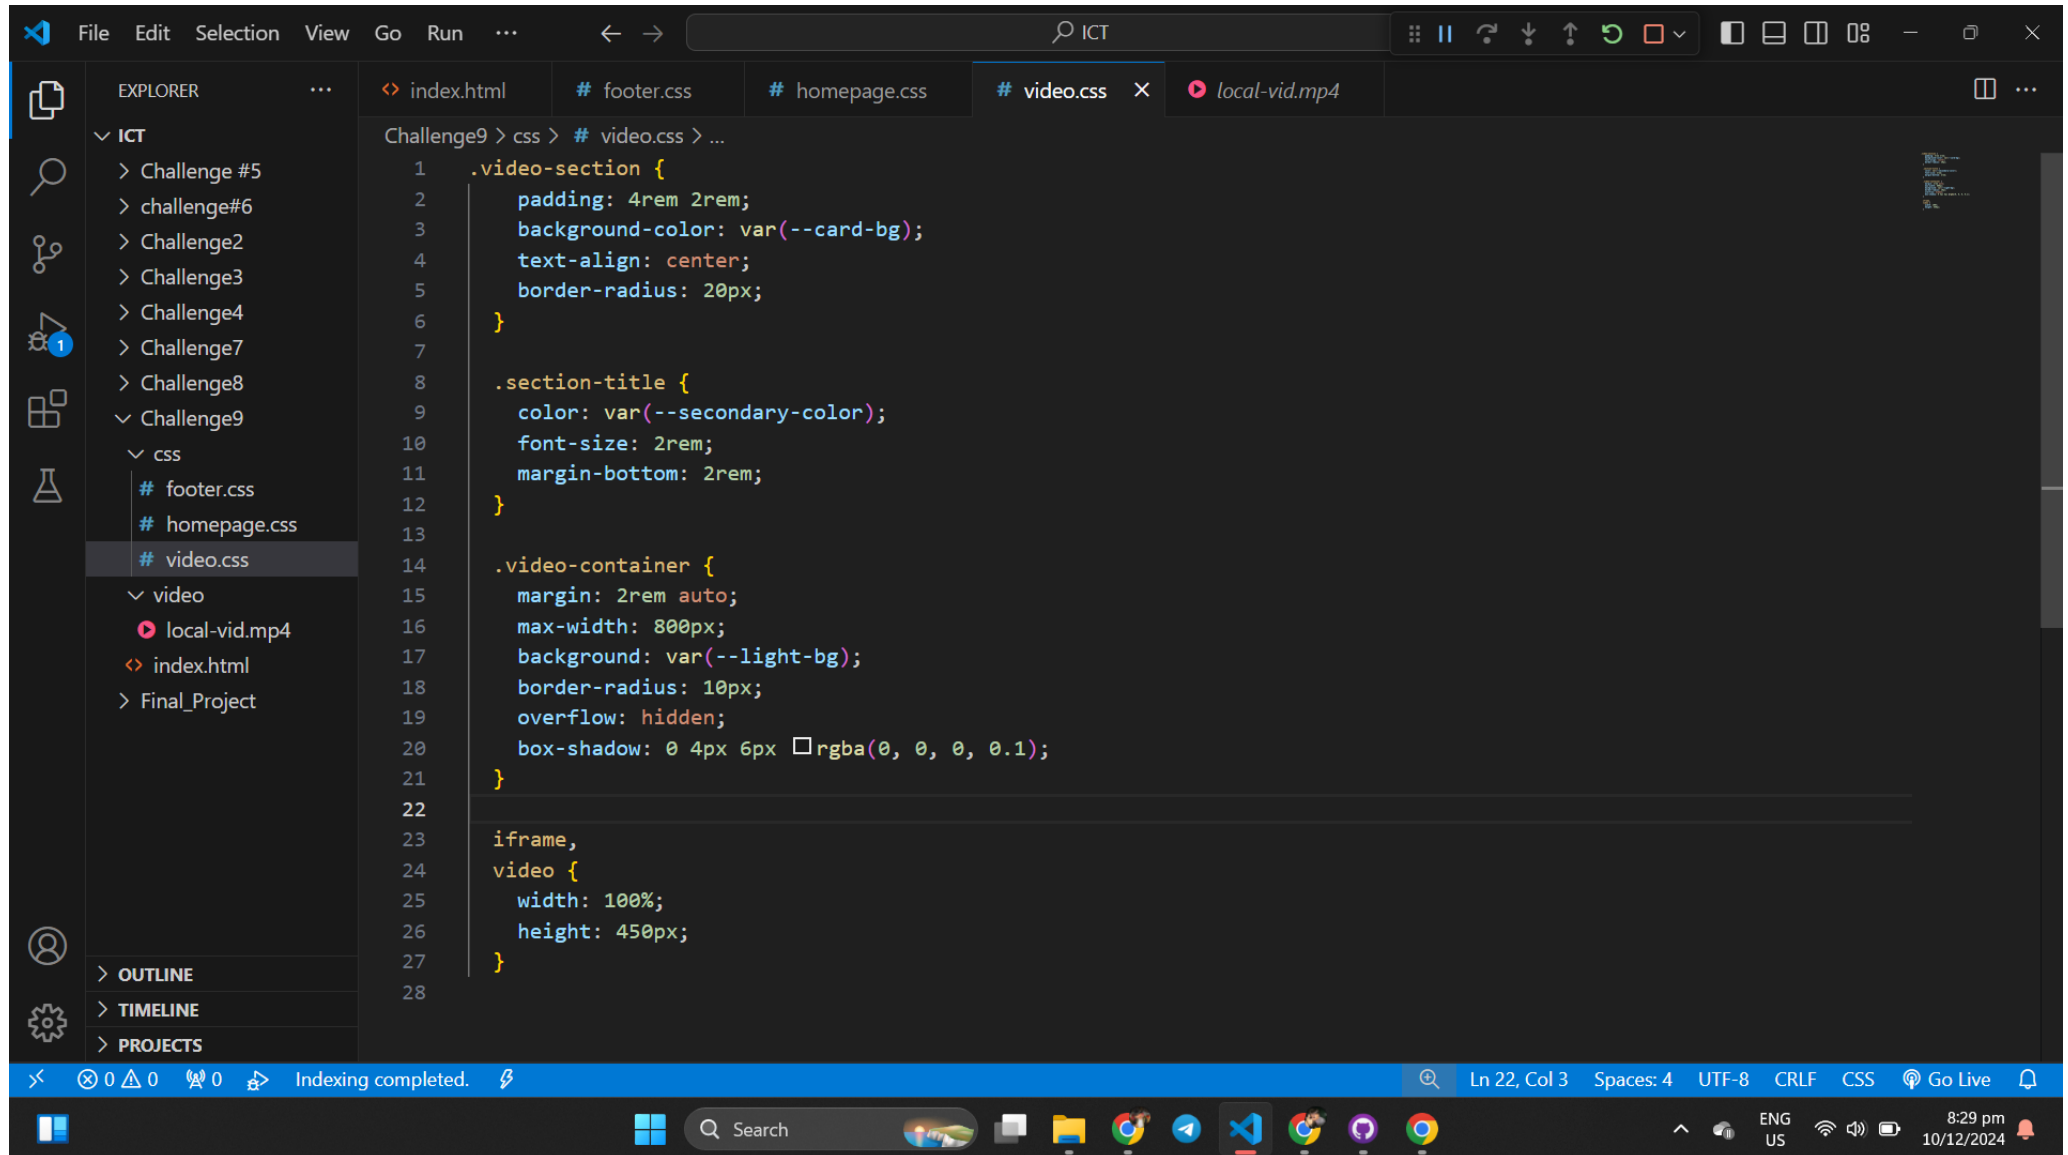 File Edit Selection View Go Run ··· ICT
EXPLORER ···
ICT
Challenge #5
challenge#6
Challenge2
Challenge3
Challenge4
Challenge7
Challenge8
Challenge9
css
footer.css
homepage.css
video.css
video
local-vid.mp4
index.html
Final_Project
OUTLINE
TIMELINE
PROJECTS
1
index.html # footer.css # homepage.css # video.css local-vid.mp4
Challenge9 > css > # video.css > ...
1 .video-section {
2 padding: 4rem 2rem;
3 background-color: var(--card-bg);
4 text-align: center;
5 border-radius: 20px;
6 }
7
8 .section-title {
9 color: var(--secondary-color);
10 font-size: 2rem;
11 margin-bottom: 2rem;
12 }
13
14 .video-container {
15 margin: 2rem auto;
16 max-width: 800px;
17 background: var(--light-bg);
18 border-radius: 10px;
19 overflow: hidden;
20 box-shadow: 0 4px 6px rgba(0, 0, 0, 0.1);
21 }
22
23 iframe,
24 video {
25 width: 100%;
26 height: 450px;
27 }
28
0 0 0 Indexing completed. Ln 22, Col 3 Spaces: 4 UTF-8 CRLF CSS Go Live
Search
ENG
US
8:29 pm
10/12/2024